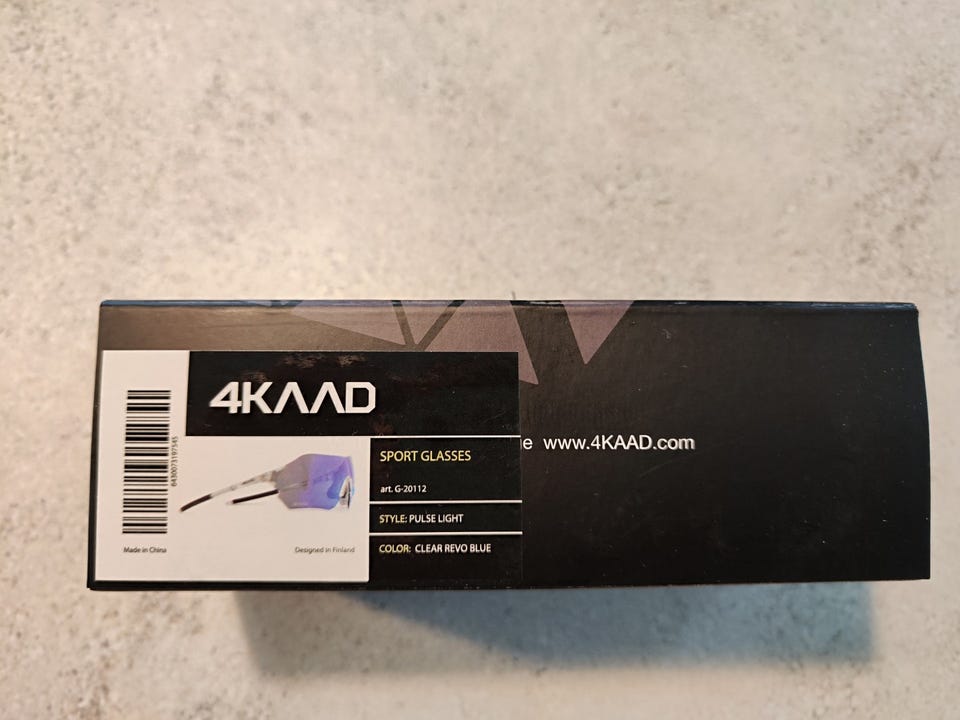 4KAAD
6430073197545
SPORT GLASSES
art. G-20112
STYLE: PULSE LIGHT
COLOR: CLEAR REVO BLUE
Made in China
Designed in Finland
www.4KAAD.com